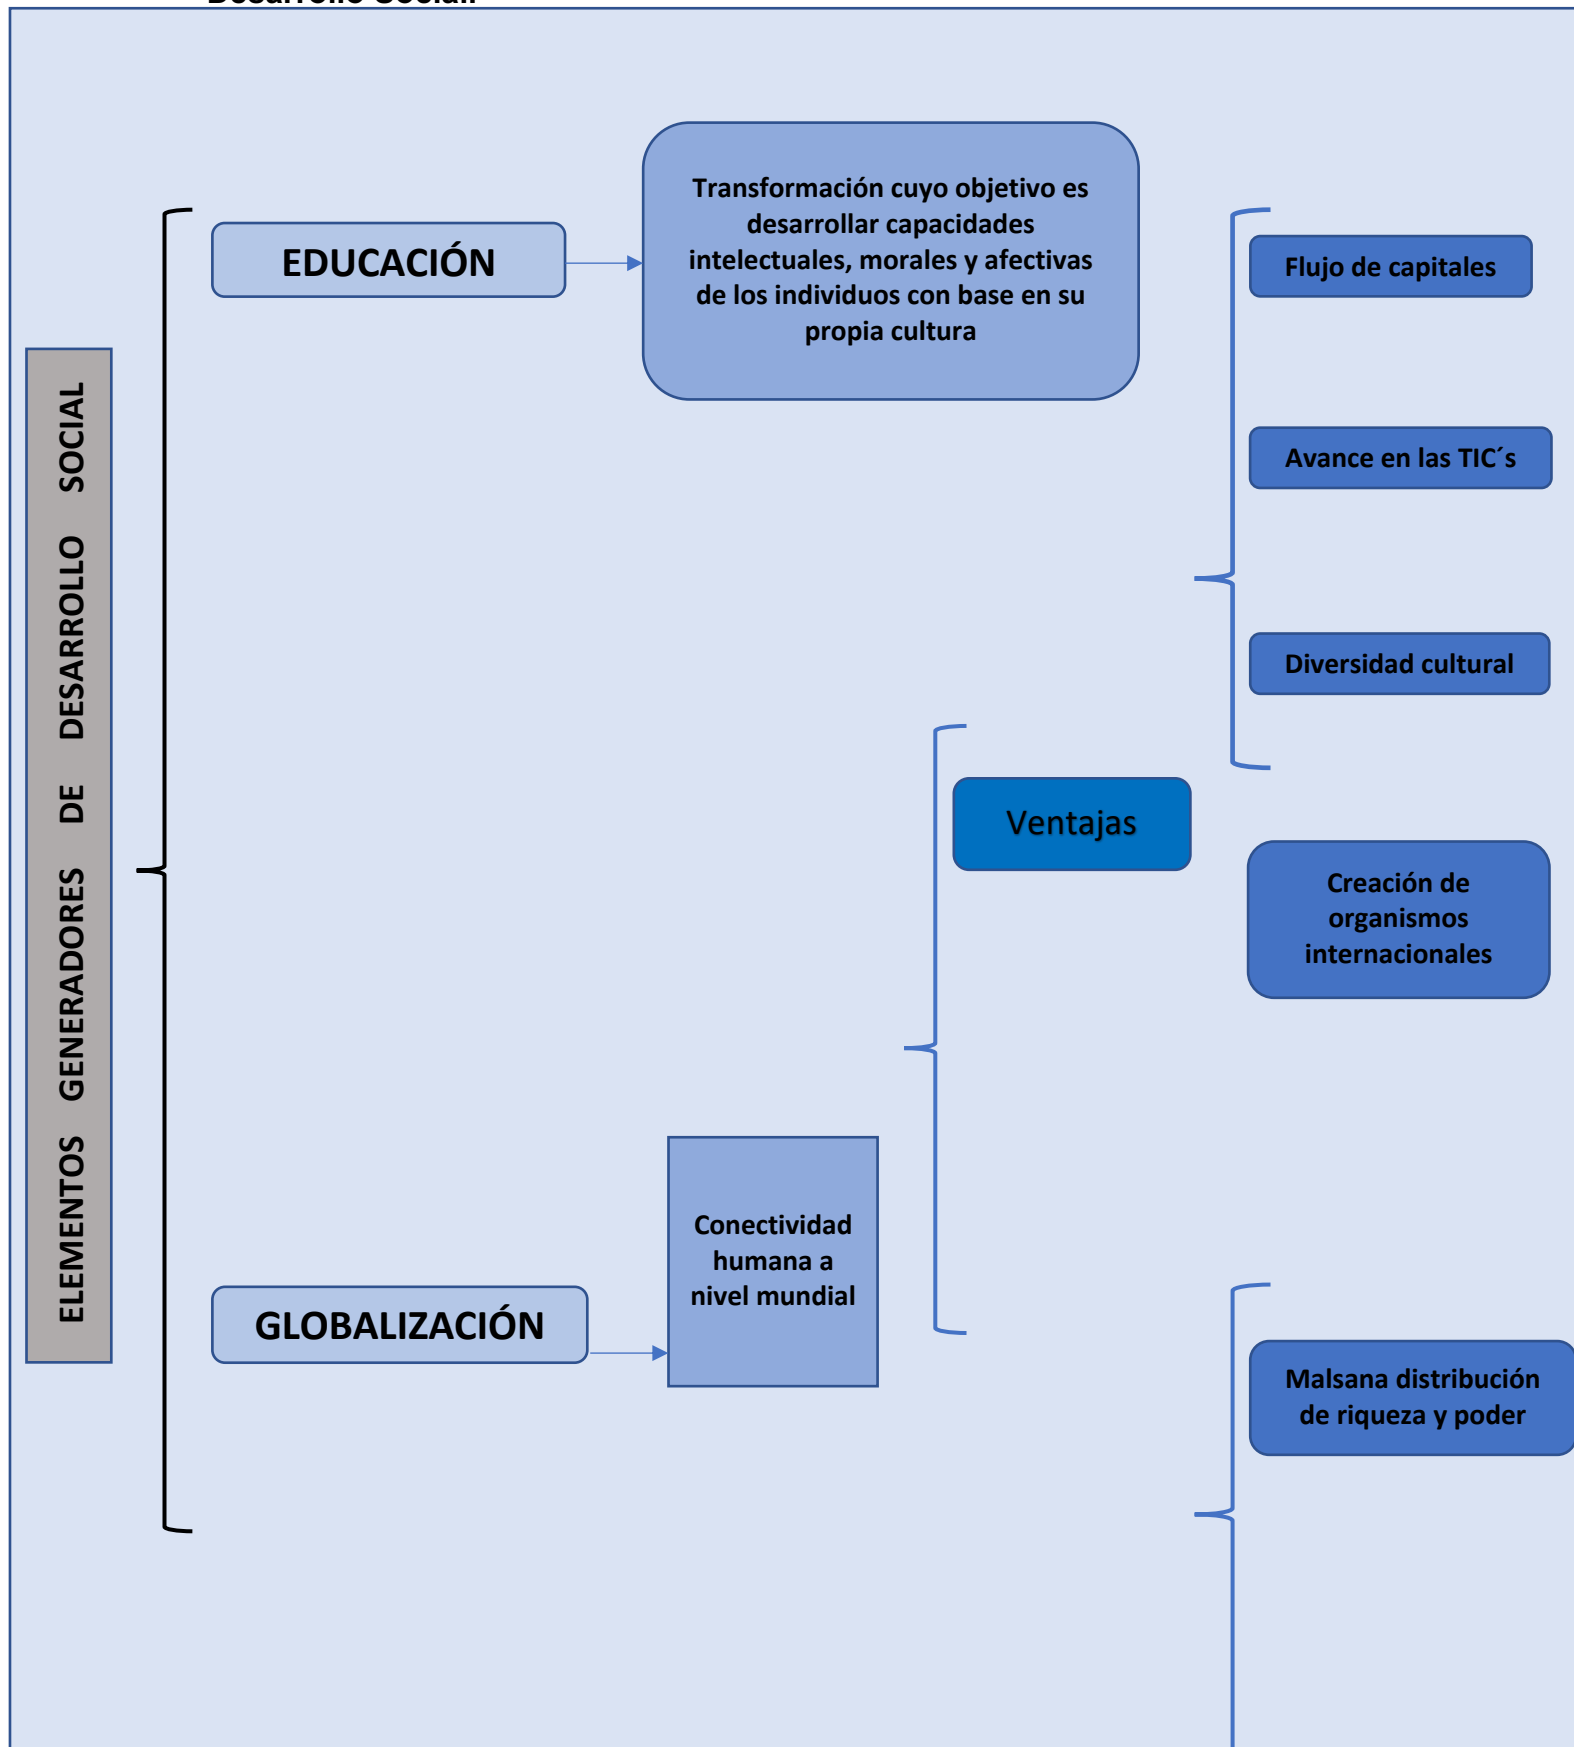 Desarrollo Social.
ELEMENTOS GENERADORES DE DESARROLLO SOCIAL
EDUCACIÓN
Transformación cuyo objetivo es
desarrollar capacidades
intelectuales, morales y afectivas
de los individuos con base en su
propia cultura
Flujo de capitales
Avance en las TIC´s
Diversidad cultural
Ventajas
Creación de
organismos
internacionales
GLOBALIZACIÓN
Conectividad
humana a
nivel mundial
Malsana distribución
de riqueza y poder